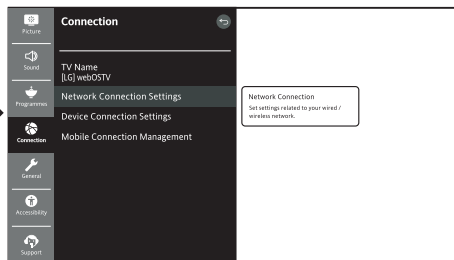 Picture
Sound
Programmes
Connection
General
Accessibility
Support
Connection
TV Name
[LG] webOSTV
Network Connection Settings
Device Connection Settings
Mobile Connection Management
Network Connection
Set settings related to your wired /
wireless network.